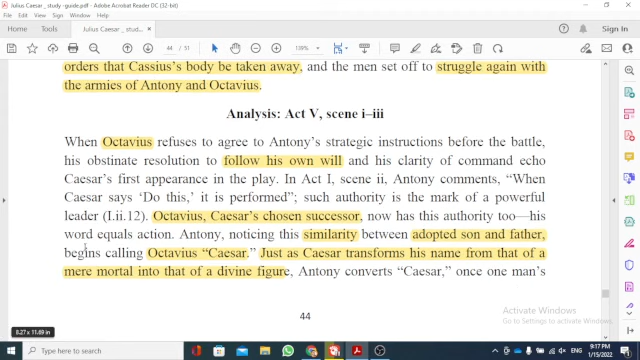 Julius Caesar _ study -guide.pdf - Adobe Acrobat Reader DC (32-bit)
File Edit View Sign Window Help
Home Tools Julius Caesar _ study ... × Sign In
44 / 51 139%
orders that Cassius's body be taken away, and the men set off to struggle again with
the armies of Antony and Octavius.
Analysis: Act V, scene i–iii
When Octavius refuses to agree to Antony's strategic instructions before the battle,
his obstinate resolution to follow his own will and his clarity of command echo
Caesar's first appearance in the play. In Act I, scene ii, Antony comments, “When
Caesar says ‘Do this,’ it is performed”; such authority is the mark of a powerful
leader (I.ii.12). Octavius, Caesar's chosen successor, now has this authority too—his
word equals action. Antony, noticing this similarity between adopted son and father,
begins calling Octavius “Caesar.” Just as Caesar transforms his name from that of a
mere mortal into that of a divine figure, Antony converts “Caesar,” once one man's
44
Activate Windows
Go to Settings to activate Windows.
8.27 x 11.69 in
Type here to search
ENG
9:17 PM
1/15/2022